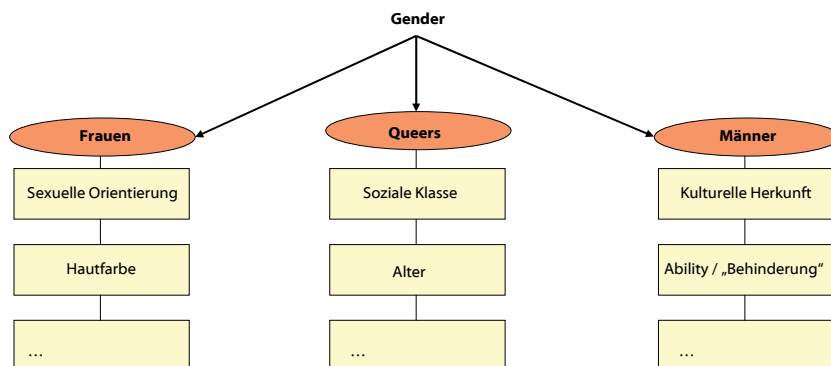 Gender
Frauen
Queers
Männer
Sexuelle Orientierung
Soziale Klasse
Kulturelle Herkunft
Hautfarbe
Alter
Ability / „Behinderung“
…
…
…